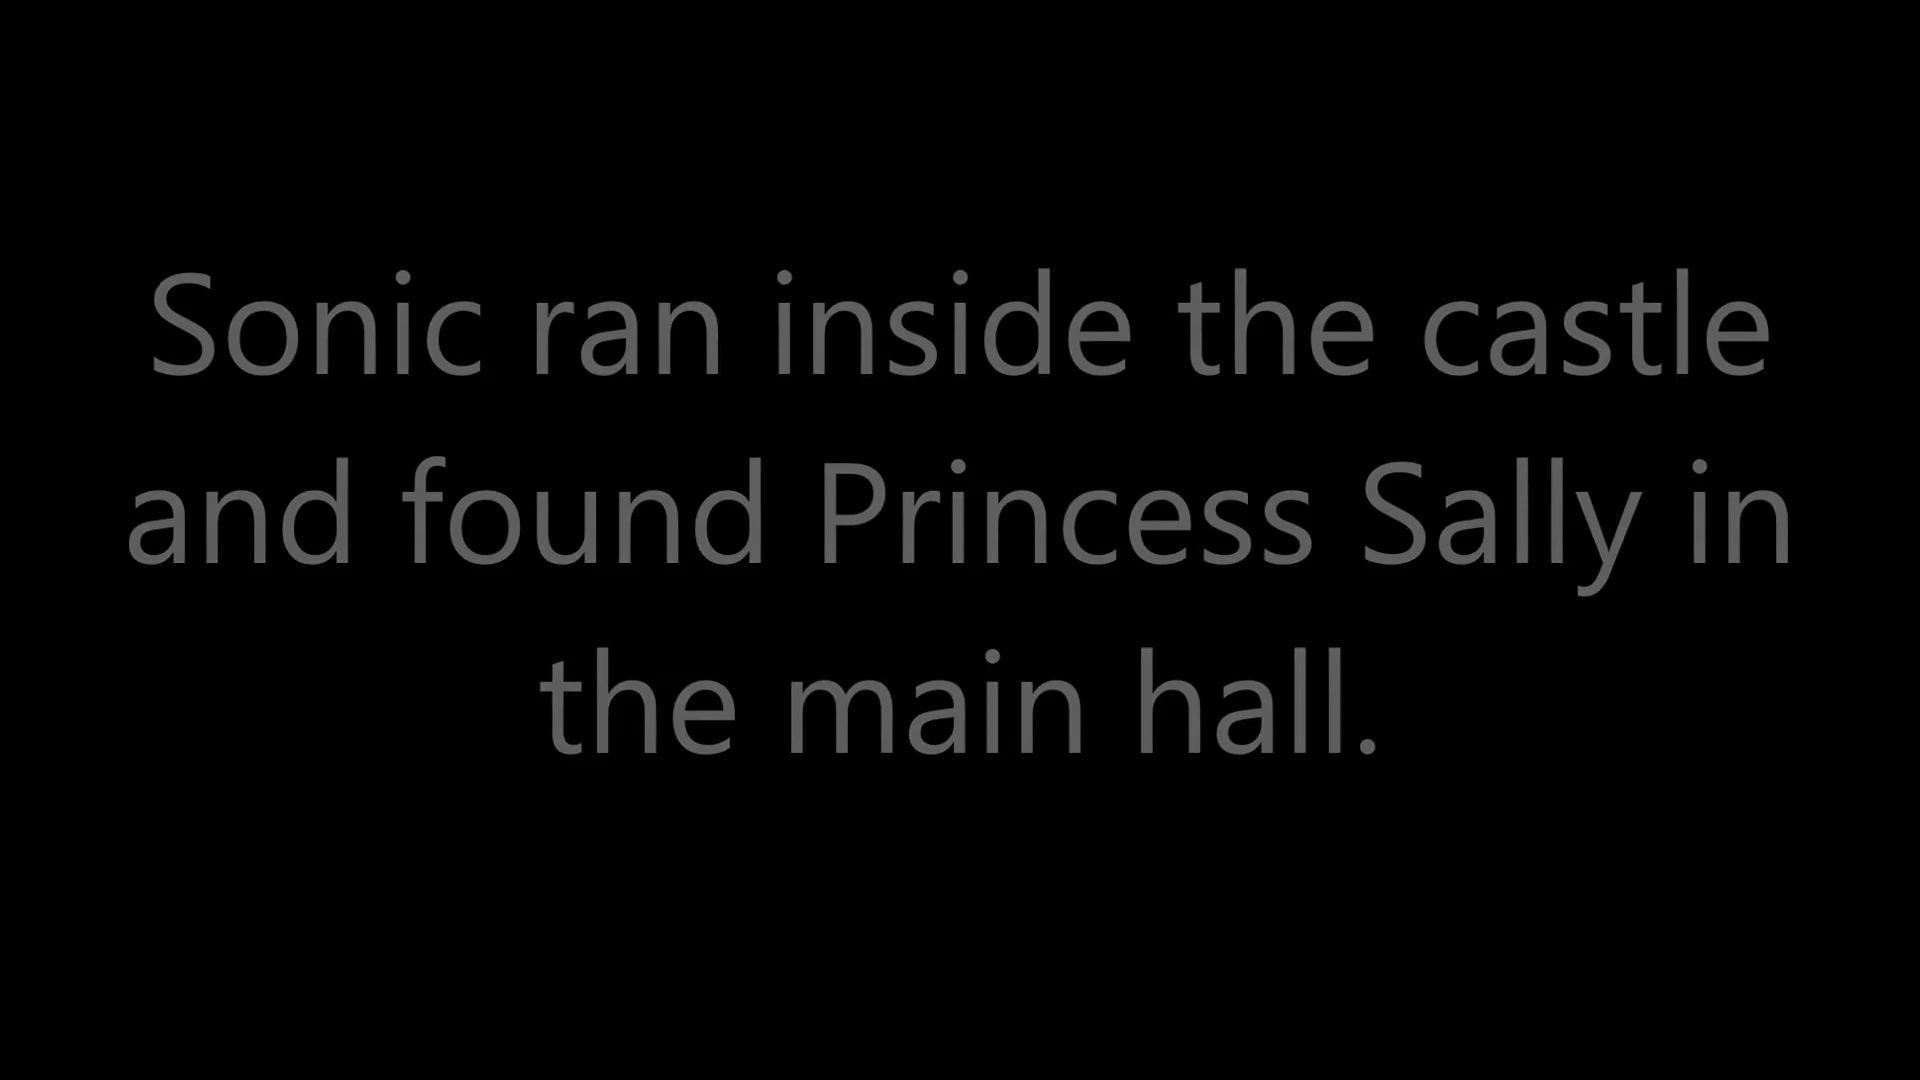 Sonic ran inside the castle
and found Princess Sally in
the main hall.